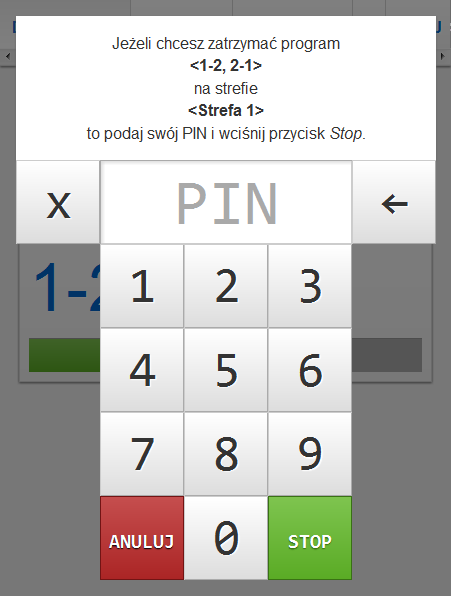 Jeżeli chcesz zatrzymać program
<1-2, 2-1>
na strefie
<Strefa 1>
to podaj swój PIN i wciśnij przycisk Stop.
X PIN ←
1-2
1 2 3
4 5 6
7 8 9
ANULUJ 0 STOP